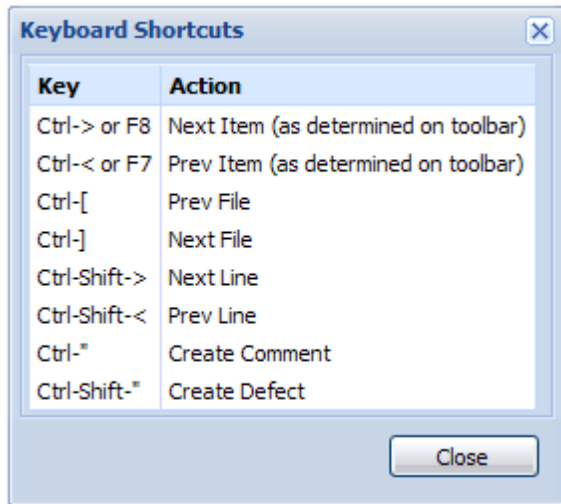 Keyboard Shortcuts
Key Action
Ctrl-> or F8 Next Item (as determined on toolbar)
Ctrl-< or F7 Prev Item (as determined on toolbar)
Ctrl-[ Prev File
Ctrl-] Next File
Ctrl-Shift-> Next Line
Ctrl-Shift-< Prev Line
Ctrl-" Create Comment
Ctrl-Shift-" Create Defect
Close